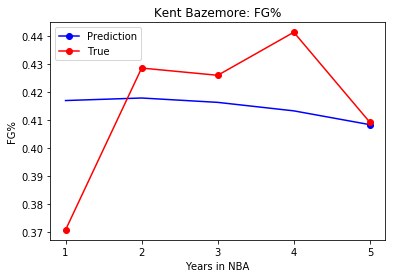 Kent Bazemore: FG%
Prediction
True
FG%
0.44
0.43
0.42
0.41
0.40
0.39
0.38
0.37
1 2 3 4 5
Years in NBA